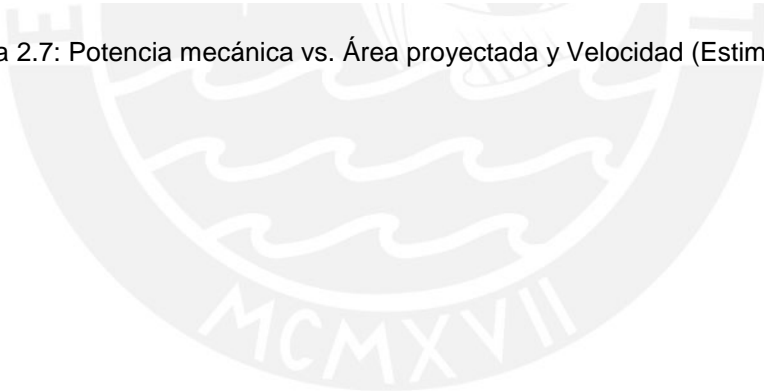 a 2.7: Potencia mecánica vs. Área proyectada y Velocidad (Estim
MCMXVII